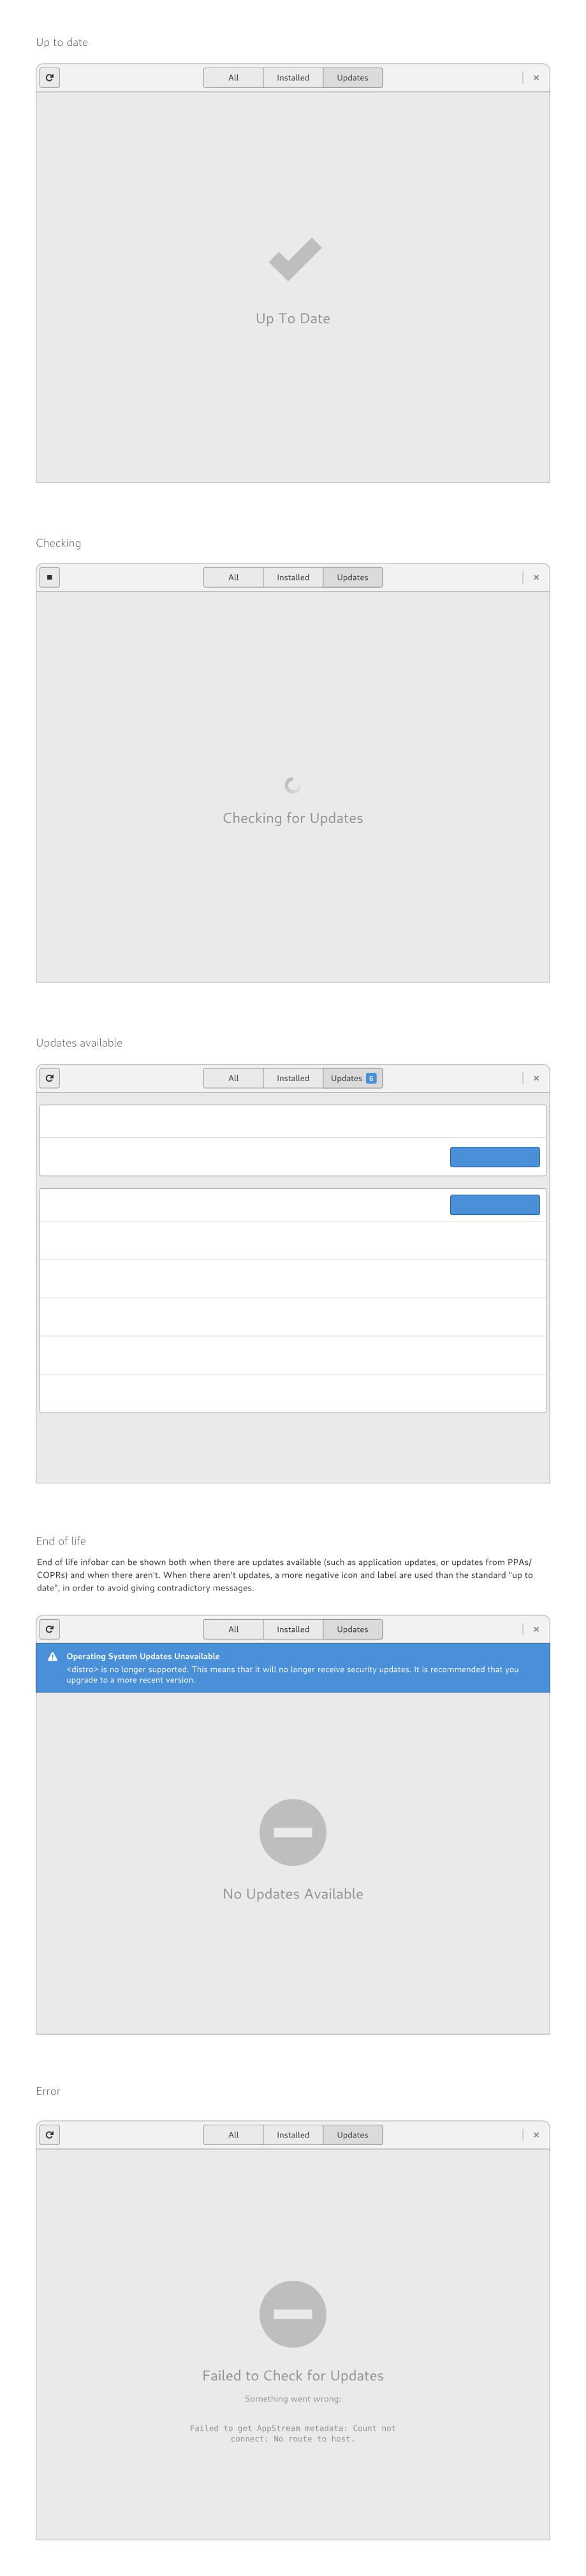 Up to date
All Installed Updates ×
Up To Date
Checking
All Installed Updates ×
Checking for Updates
Updates available
All Installed Updates 6 ×
End of life
End of life infobar can be shown both when there are updates available (such as application updates, or updates from PPAs/
COPRs) and when there aren't. When there aren't updates, a more negative icon and label are used than the standard "up to
date", in order to avoid giving contradictory messages.
All Installed Updates ×
Operating System Updates Unavailable
<distro> is no longer supported. This means that it will no longer receive security updates. It is recommended that you
upgrade to a more recent version.
No Updates Available
Error
All Installed Updates ×
Failed to Check for Updates
Something went wrong:
Failed to get AppStream metadata: Count not
connect: No route to host.